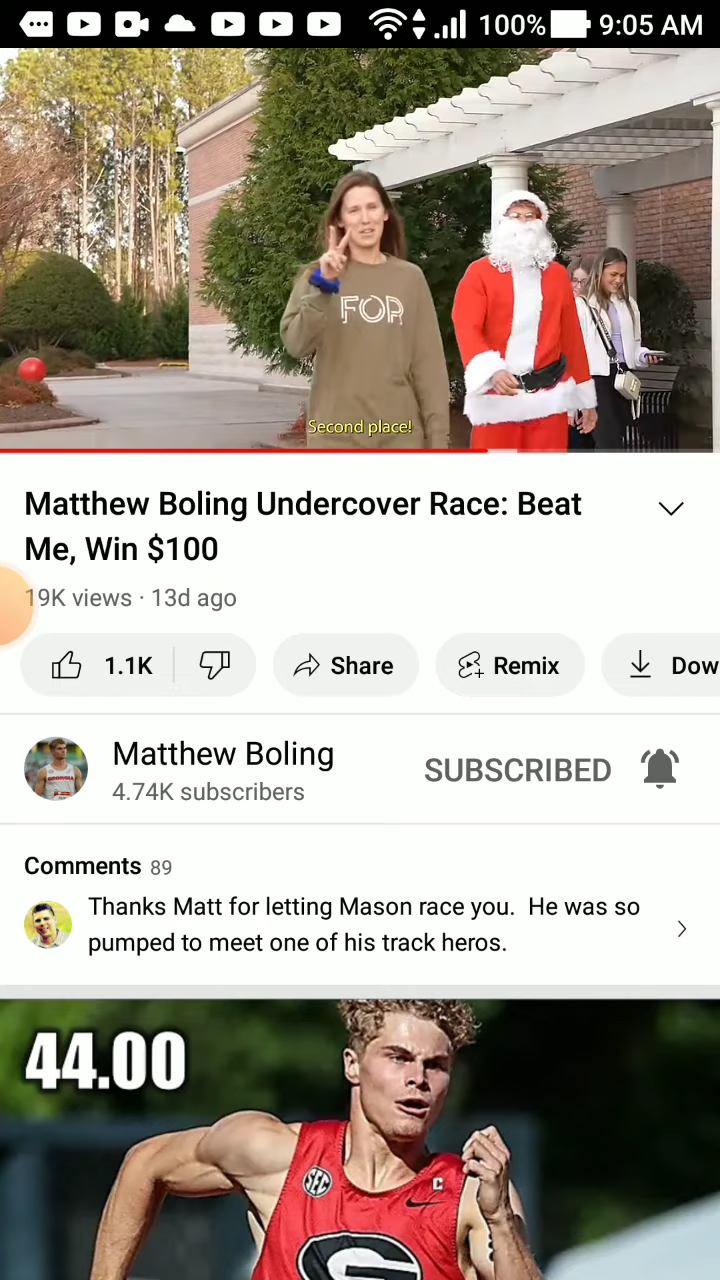 100% 9:05 AM
FOR
Second place!
Matthew Boling Undercover Race: Beat
Me, Win $100
19K views · 13d ago
1.1K
Share
Remix
Dow
Matthew Boling
4.74K subscribers
SUBSCRIBED
Comments 89
Thanks Matt for letting Mason race you. He was so
pumped to meet one of his track heros.
44.00
SEC
C
G